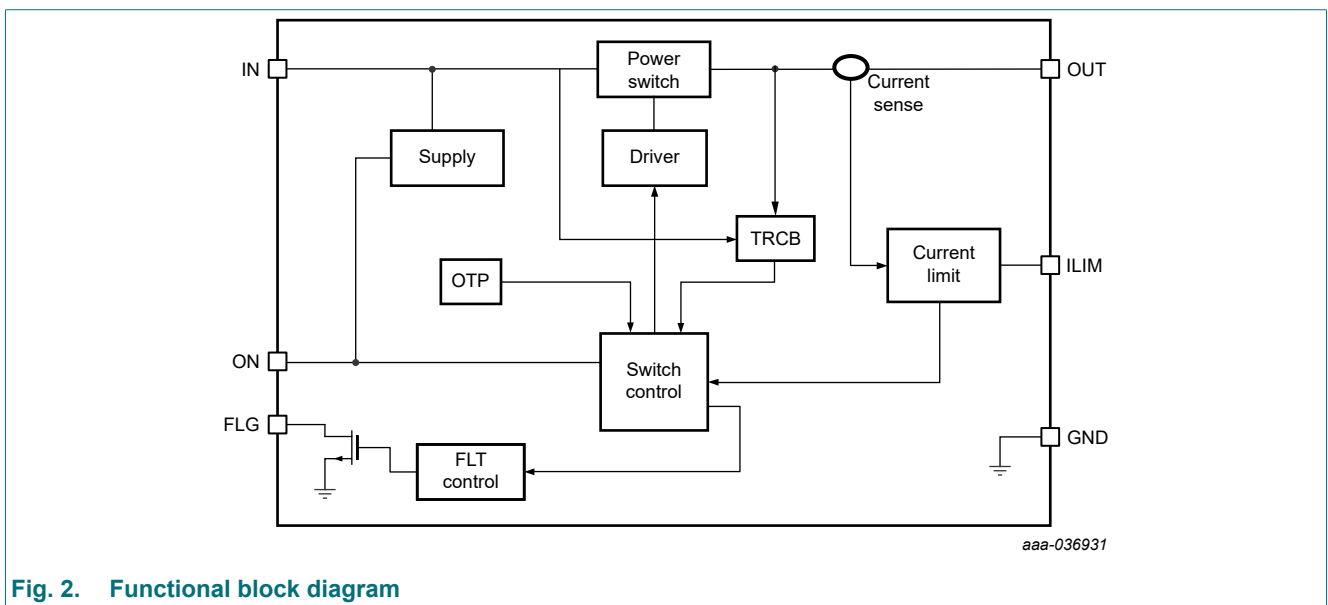 IN
Power
switch
OUT
Current
sense
Supply
Driver
TRCB
Current
limit
ILIM
OTP
ON
Switch
control
FLG
FLT
control
GND
aaa-036931
Fig. 2. Functional block diagram